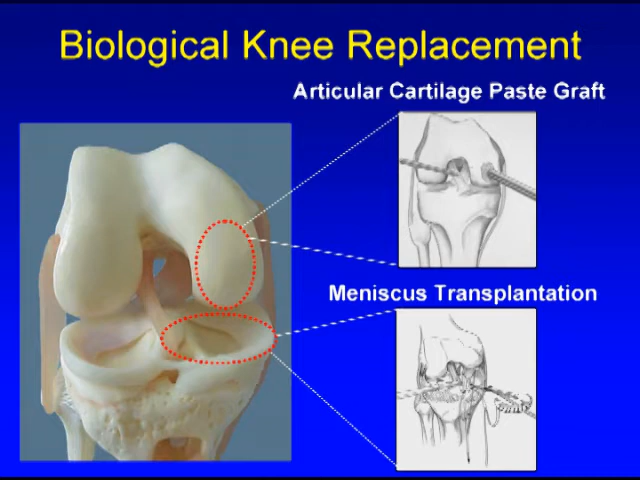 Biological Knee Replacement
Articular Cartilage Paste Graft
Meniscus Transplantation